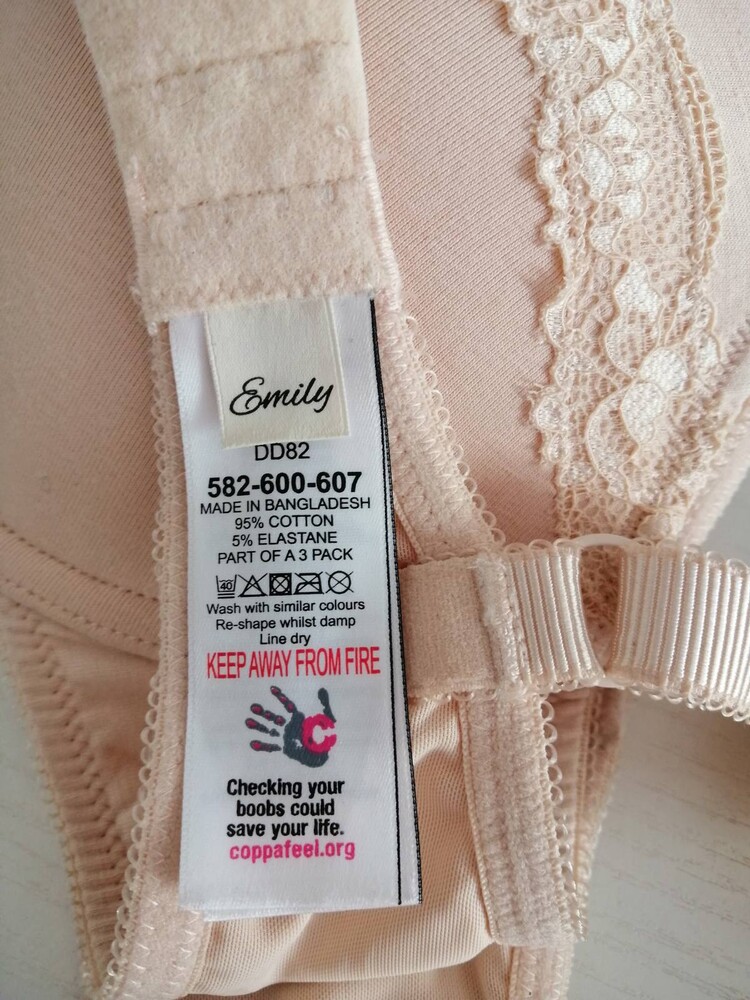 Emily
DD82
582-600-607
MADE IN BANGLADESH
95% COTTON
5% ELASTANE
PART OF A 3 PACK
40
Wash with similar colours
Re-shape whilst damp
Line dry
KEEP AWAY FROM FIRE
C
Checking your
boobs could
save your life.
coppafeel.org